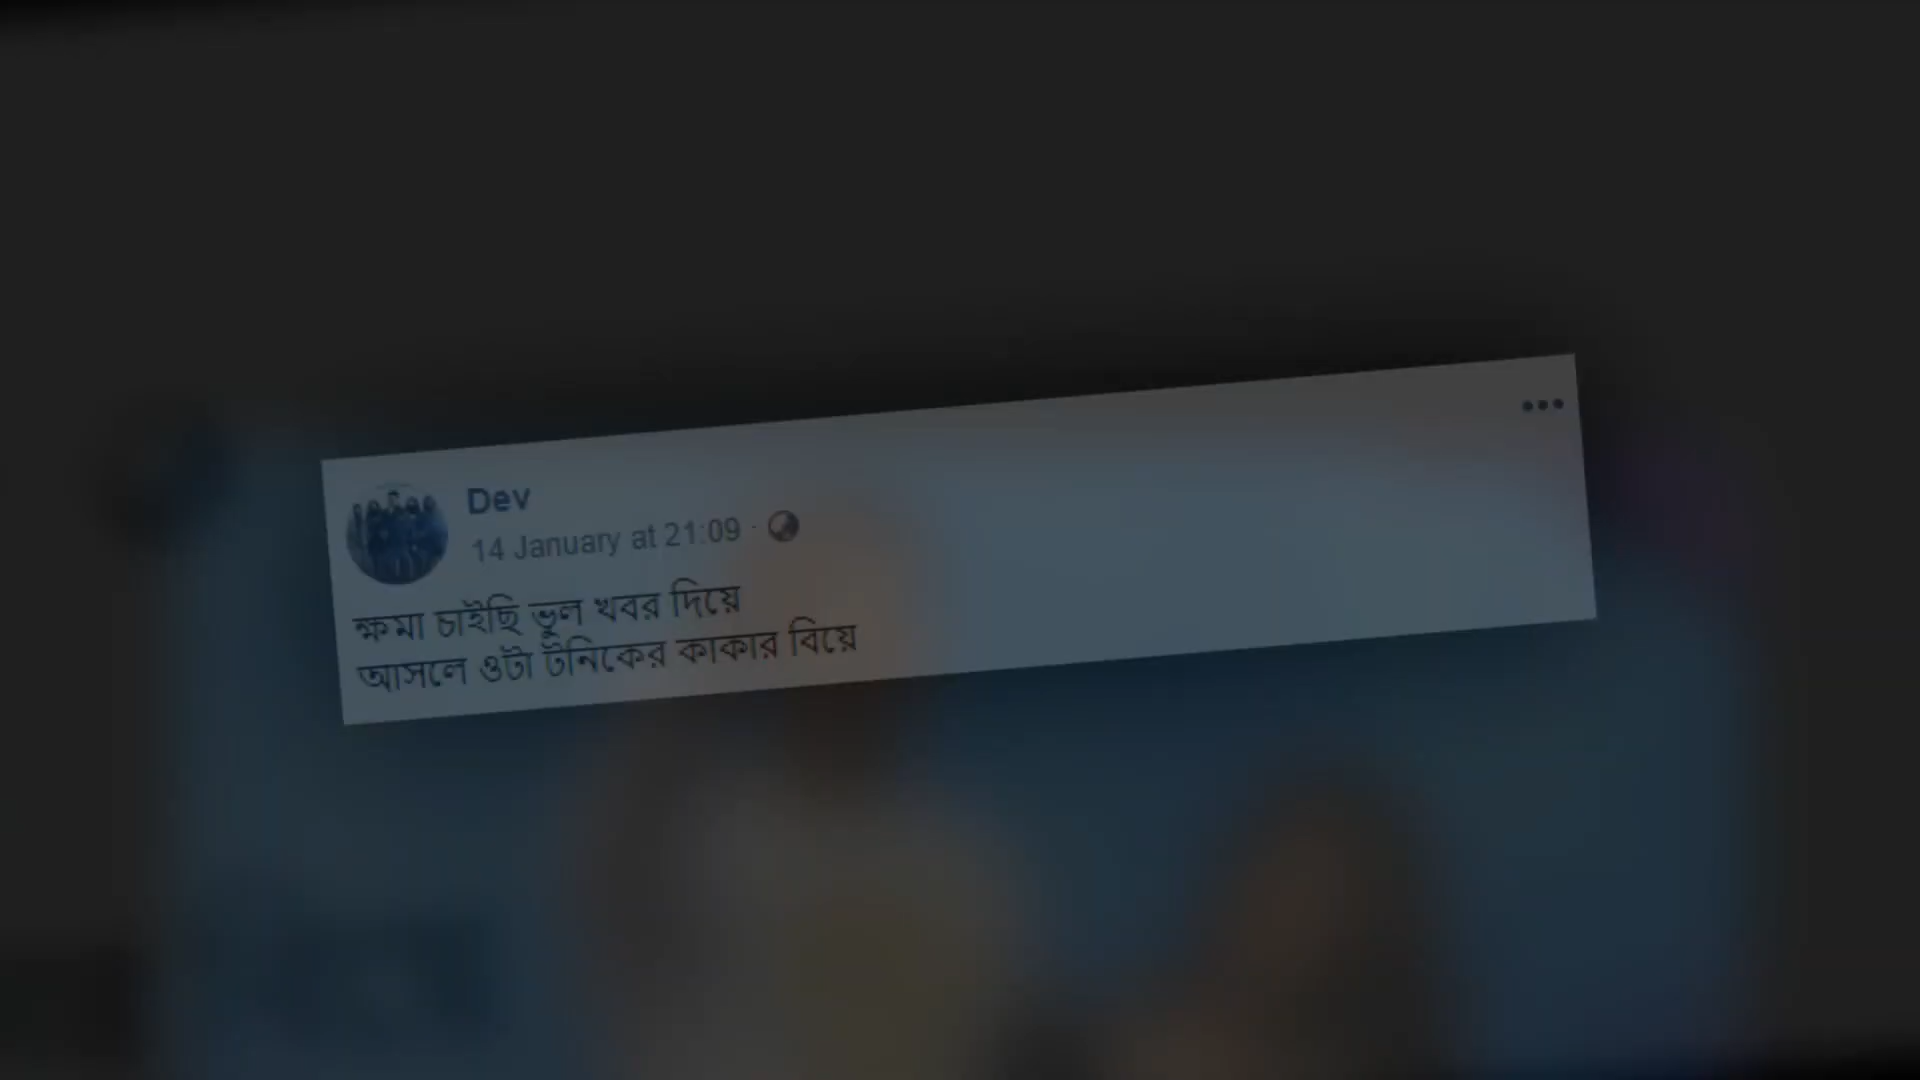 Dev
14 January at 21:09 ·
ক্ষমা চাইছি ভুল খবর দিয়ে
আসলে ওটা টনিকের কাকার বিয়ে